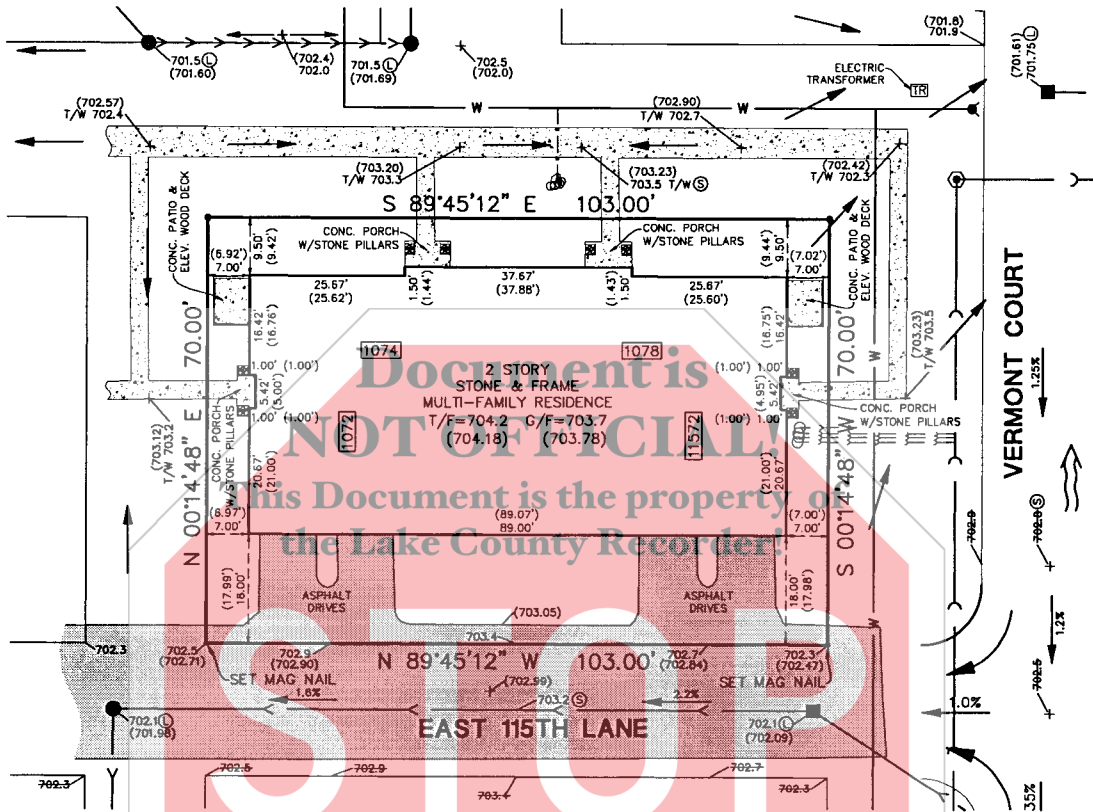 701.5 Ⓛ
(701.60)
(702.4)
702.0
701.5 Ⓛ
(701.69)
702.5
(702.0)
(701.8)
701.9
(701.61)
701.75 Ⓛ
ELECTRIC
TRANSFORMER
TR
(702.57)
T/W 702.4
W
(702.90)
T/W 702.7
W
(703.20)
T/W 703.3
(703.23)
703.5 T/W Ⓢ
(702.42)
T/W 702.3
S 89°45'12" E 103.00'
CONC. PATIO &
ELEV. WOOD DECK
(6.92')
7.00'
9.50'
(9.42')
CONC. PORCH
W/STONE PILLARS
CONC. PORCH
W/STONE PILLARS
(9.44')
9.50'
(7.02')
7.00'
CONC. PATIO &
ELEV. WOOD DECK
25.67'
(25.62')
1.50'
(1.44')
37.67'
(37.88')
(1.43')
1.50'
25.67'
(25.60')
16.42'
(16.76')
(16.75')
16.42'
N 00°14'48" E 70.00'
S 00°14'48" W 70.00'
W
(703.23)
T/W 703.5
VERMONT COURT
1.25%
1074
1078
1.00' (1.00')
(1.00') 1.00'
2 STORY
STONE & FRAME
MULTI-FAMILY RESIDENCE
T/F=704.2 G/F=703.7
(704.18) (703.78)
5.42'
(5.00')
(4.95')
5.42'
1.00' (1.00')
(1.00') 1.00'
1072
11572
CONC. PORCH
W/STONE PILLARS
CONC. PORCH
W/STONE PILLARS
(703.12)
T/W 703.2
20.67'
(21.00')
(21.00')
20.67'
Document is
NOT OFFICIAL!
This Document is the property of
the Lake County Recorder!
STOP
(6.97')
7.00'
(89.07')
89.00'
(7.00')
7.00'
702.9
702.8 Ⓢ
(17.99')
18.00'
ASPHALT
DRIVES
ASPHALT
DRIVES
18.00'
(17.98')
(703.05)
703.4
W
1.2%
702.3
702.5
(702.71)
702.9
(702.90)
N 89°45'12" W 103.00'
702.7
(702.84)
702.3
(702.47)
SET MAG NAIL
SET MAG NAIL
702.5
1.6%
(702.99)
703.2 Ⓢ
2.2%
1.0%
702.1 Ⓛ
(701.98)
EAST 115TH LANE
702.1 Ⓛ
(702.09)
702.3
702.5
702.9
703.4
702.7
702.3
35%